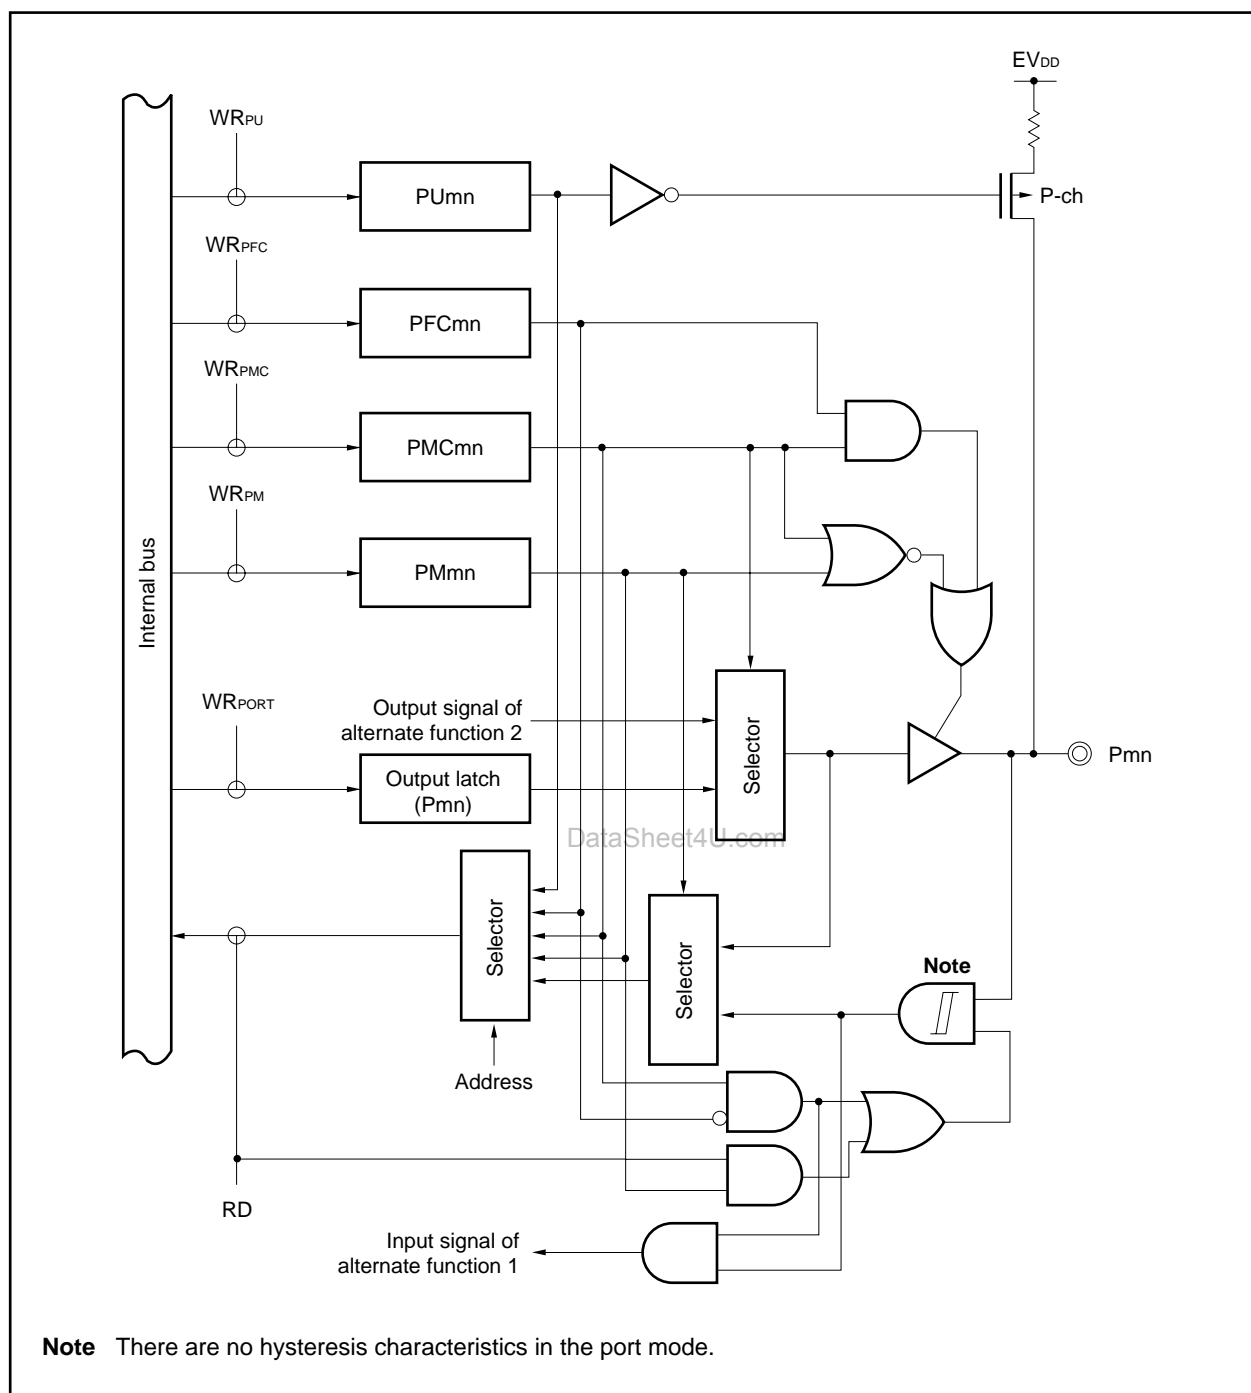 EVDD
WRPU
PUmn
P-ch
WRPFC
PFCmn
WRPMC
PMCmn
WRPM
PMmn
Internal bus
WRPORT
Output signal of
alternate function 2
Output latch
(Pmn)
Selector
Pmn
DataSheet4U.com
Selector
Selector
Note
Address
RD
Input signal of
alternate function 1
Note There are no hysteresis characteristics in the port mode.